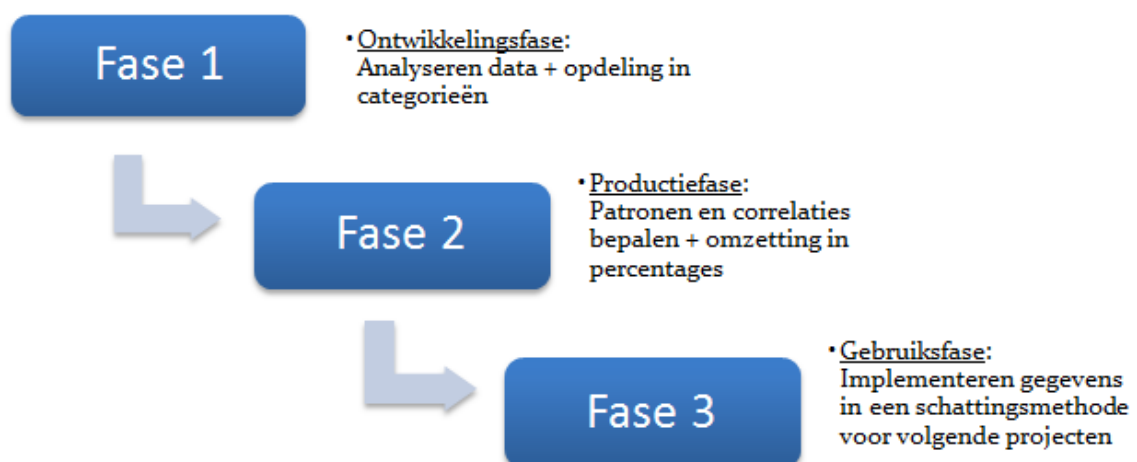 Fase 1
• Ontwikkelingsfase:
Analyseren data + opdeling in
categorieën
Fase 2
• Productiefase:
Patronen en correlaties
bepalen + omzetting in
percentages
Fase 3
• Gebruiksfase:
Implementeren gegevens
in een schattingsmethode
voor volgende projecten